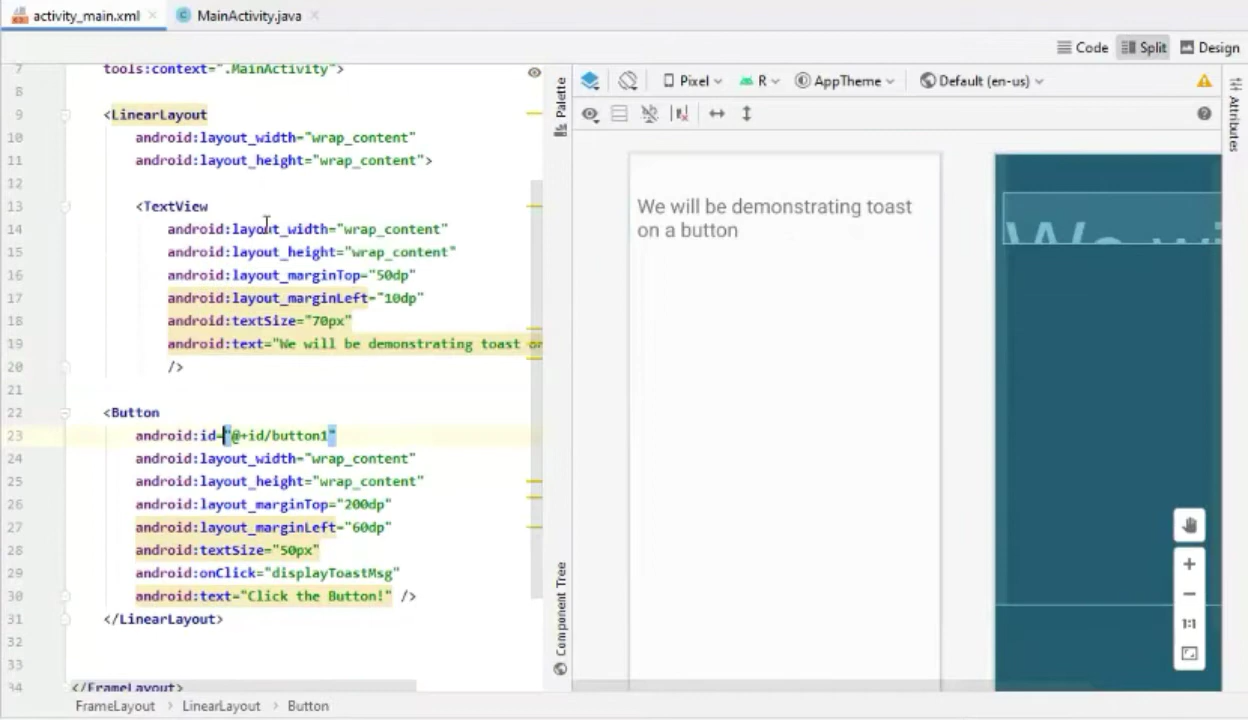 activity_main.xml
MainActivity.java
Code
Split
Design
7 tools:context=".MainActivity">
8
9 <LinearLayout
10 android:layout_width="wrap_content"
11 android:layout_height="wrap_content">
12
13 <TextView
14 android:layout_width="wrap_content"
15 android:layout_height="wrap_content"
16 android:layout_marginTop="50dp"
17 android:layout_marginLeft="10dp"
18 android:textSize="70px"
19 android:text="We will be demonstrating toast on
20 />
21
22 <Button
23 android:id="@+id/button1"
24 android:layout_width="wrap_content"
25 android:layout_height="wrap_content"
26 android:layout_marginTop="200dp"
27 android:layout_marginLeft="60dp"
28 android:textSize="50px"
29 android:onClick="displayToastMsg"
30 android:text="Click the Button!" />
31 </LinearLayout>
32
33
34 </FrameLayout>
FrameLayout > LinearLayout > Button
Palette
Component Tree
Pixel
R
AppTheme
Default (en-us)
We will be demonstrating toast
on a button
We wi
1:1
Attributes